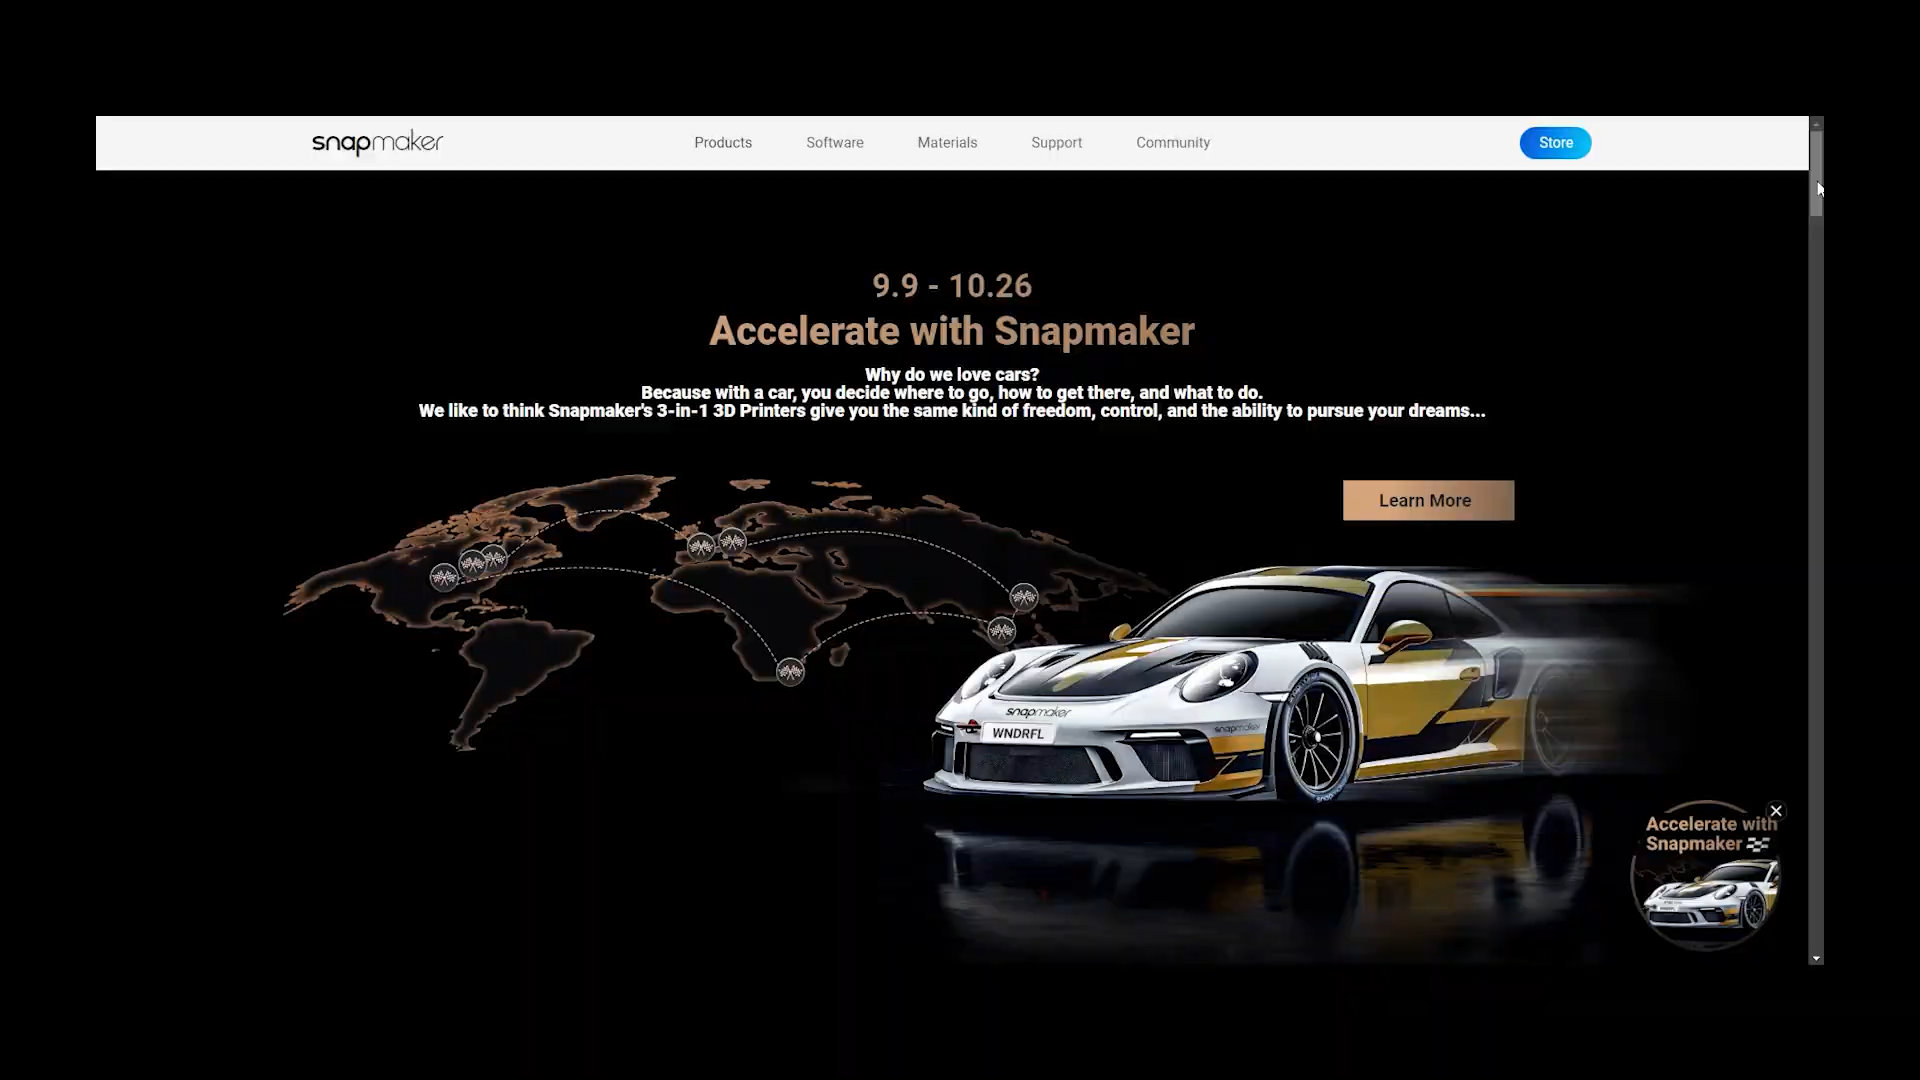 snapmaker
Products
Software
Materials
Support
Community
Store
9.9 - 10.26
Accelerate with Snapmaker
Why do we love cars?
Because with a car, you decide where to go, how to get there, and what to do.
We like to think Snapmaker's 3-in-1 3D Printers give you the same kind of freedom, control, and the ability to pursue your dreams...
Learn More
snapmaker
snapmaker
WNDRFL
Accelerate with
Snapmaker